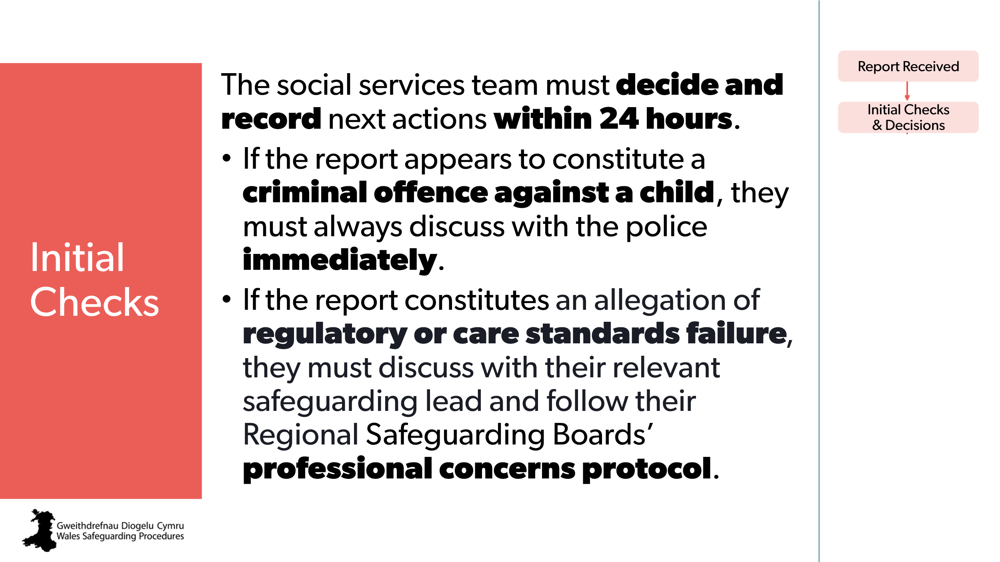 Initial
Checks
The social services team must decide and
record next actions within 24 hours.
• If the report appears to constitute a
criminal offence against a child, they
must always discuss with the police
immediately.
• If the report constitutes an allegation of
regulatory or care standards failure,
they must discuss with their relevant
safeguarding lead and follow their
Regional Safeguarding Boards’
professional concerns protocol.
Report Received
Initial Checks
& Decisions
Gweithdrefnau Diogelu Cymru
Wales Safeguarding Procedures